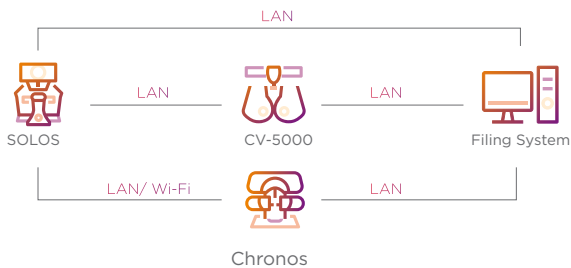 LAN
LAN
LAN
SOLOS
CV-5000
Filing System
LAN/ Wi-Fi
LAN
Chronos